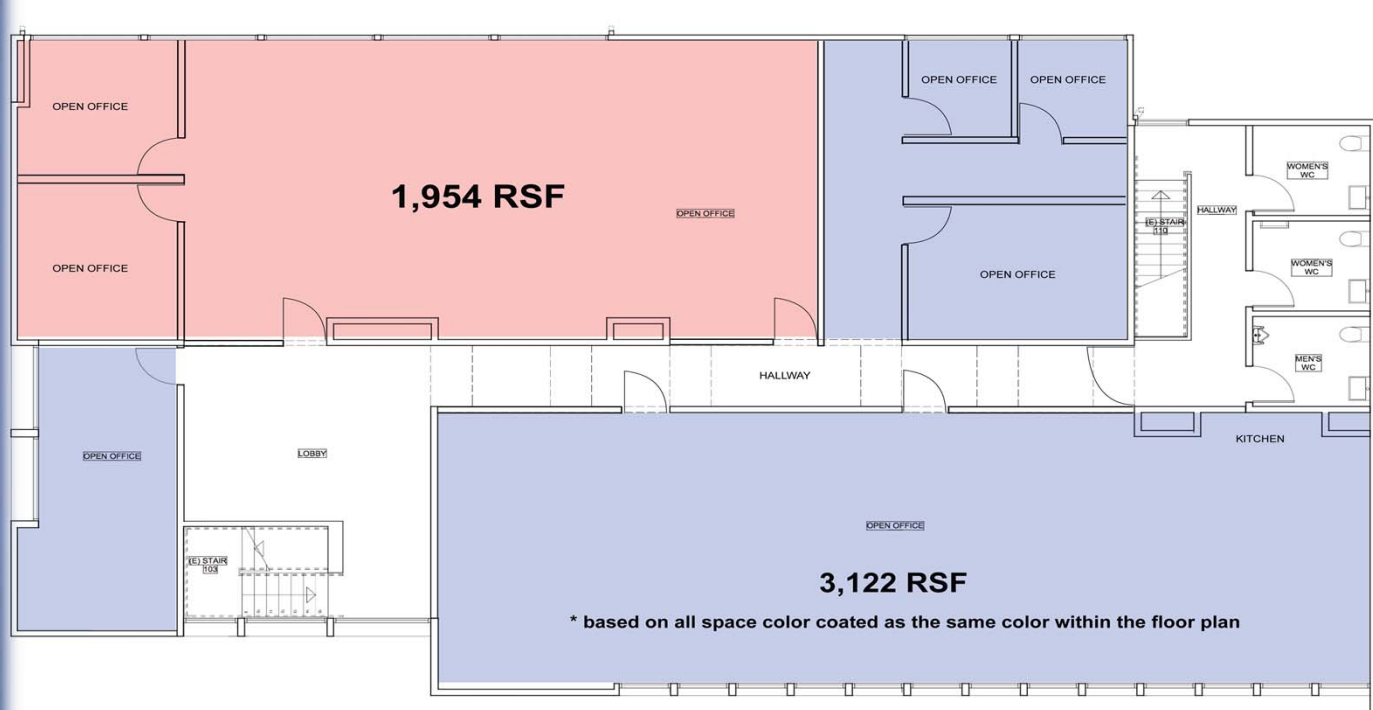 OPEN OFFICE
OPEN OFFICE
OPEN OFFICE
WOMEN'S
WC
1,954 RSF
OPEN OFFICE
HALLWAY
(E) STAIR
110
OPEN OFFICE
OPEN OFFICE
WOMEN'S
WC
MEN'S
WC
HALLWAY
KITCHEN
OPEN OFFICE
LOBBY
OPEN OFFICE
(E) STAIR
103
3,122 RSF
* based on all space color coated as the same color within the floor plan